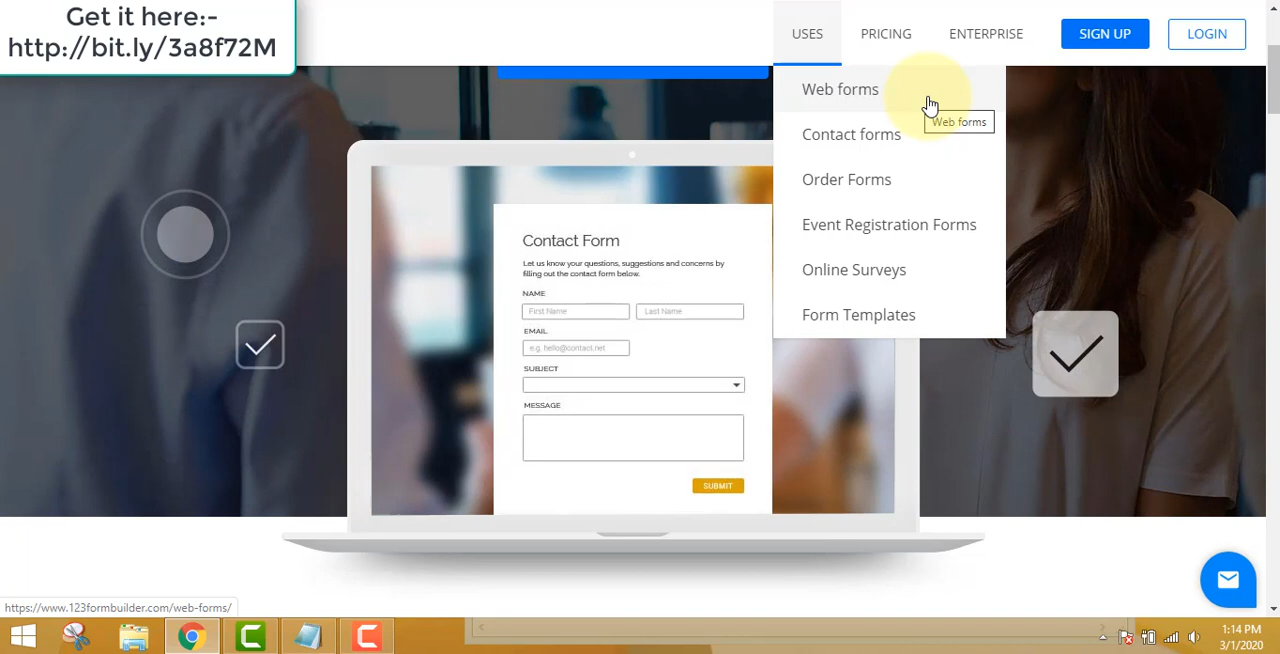 Get it here:-
http://bit.ly/3a8f72M
USES
PRICING
ENTERPRISE
SIGN UP
LOGIN
Web forms
Web forms
Contact forms
Order Forms
Event Registration Forms
Online Surveys
Form Templates
Contact Form
Let us know your questions, suggestions and concerns by
filling out the contact form below.
NAME
First Name
Last Name
EMAIL
e.g. hello@contact.net
SUBJECT
MESSAGE
SUBMIT
https://www.123formbuilder.com/web-forms/
1:14 PM
3/1/2020